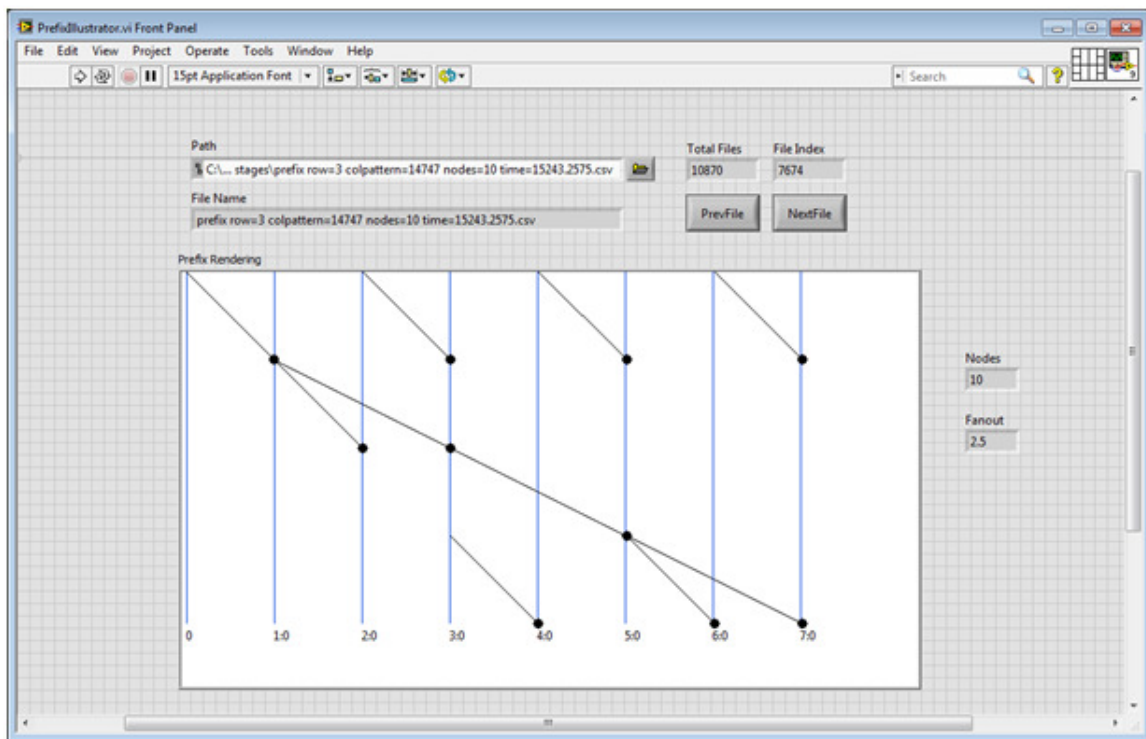 PrefixIllustrator.vi Front Panel
File Edit View Project Operate Tools Window Help
15pt Application Font
Search
?
9
Path
Total Files
File Index
C:\... stages\prefix row=3 colpattern=14747 nodes=10 time=15243.2575.csv
10870
7674
File Name
prefix row=3 colpattern=14747 nodes=10 time=15243.2575.csv
PrevFile
NextFile
Prefix Rendering
Nodes
10
Fanout
2.5
0 1:0 2:0 3:0 4:0 5:0 6:0 7:0